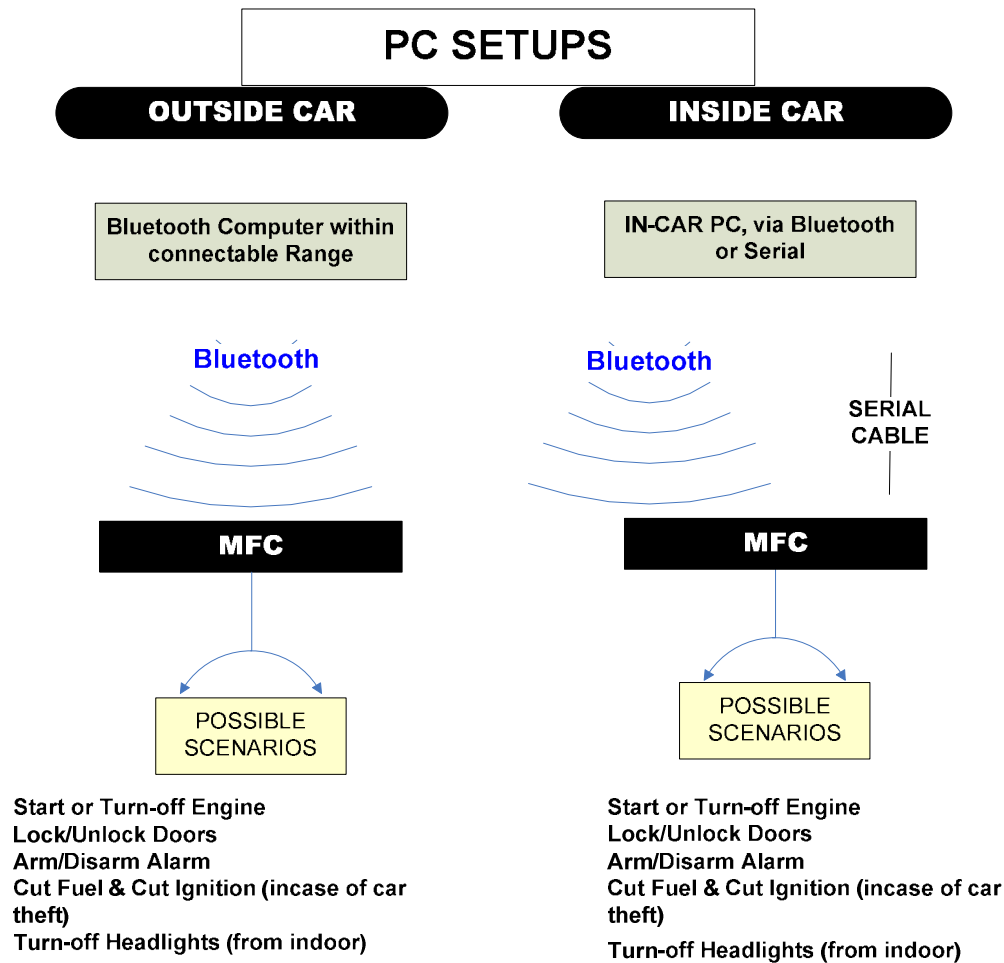 PC SETUPS
OUTSIDE CAR
Bluetooth Computer within
connectable Range
Bluetooth
MFC
POSSIBLE
SCENARIOS
Start or Turn-off Engine
Lock/Unlock Doors
Arm/Disarm Alarm
Cut Fuel & Cut Ignition (incase of car
theft)
Turn-off Headlights (from indoor)
INSIDE CAR
IN-CAR PC, via Bluetooth
or Serial
Bluetooth
SERIAL
CABLE
MFC
POSSIBLE
SCENARIOS
Start or Turn-off Engine
Lock/Unlock Doors
Arm/Disarm Alarm
Cut Fuel & Cut Ignition (incase of car
theft)
Turn-off Headlights (from indoor)